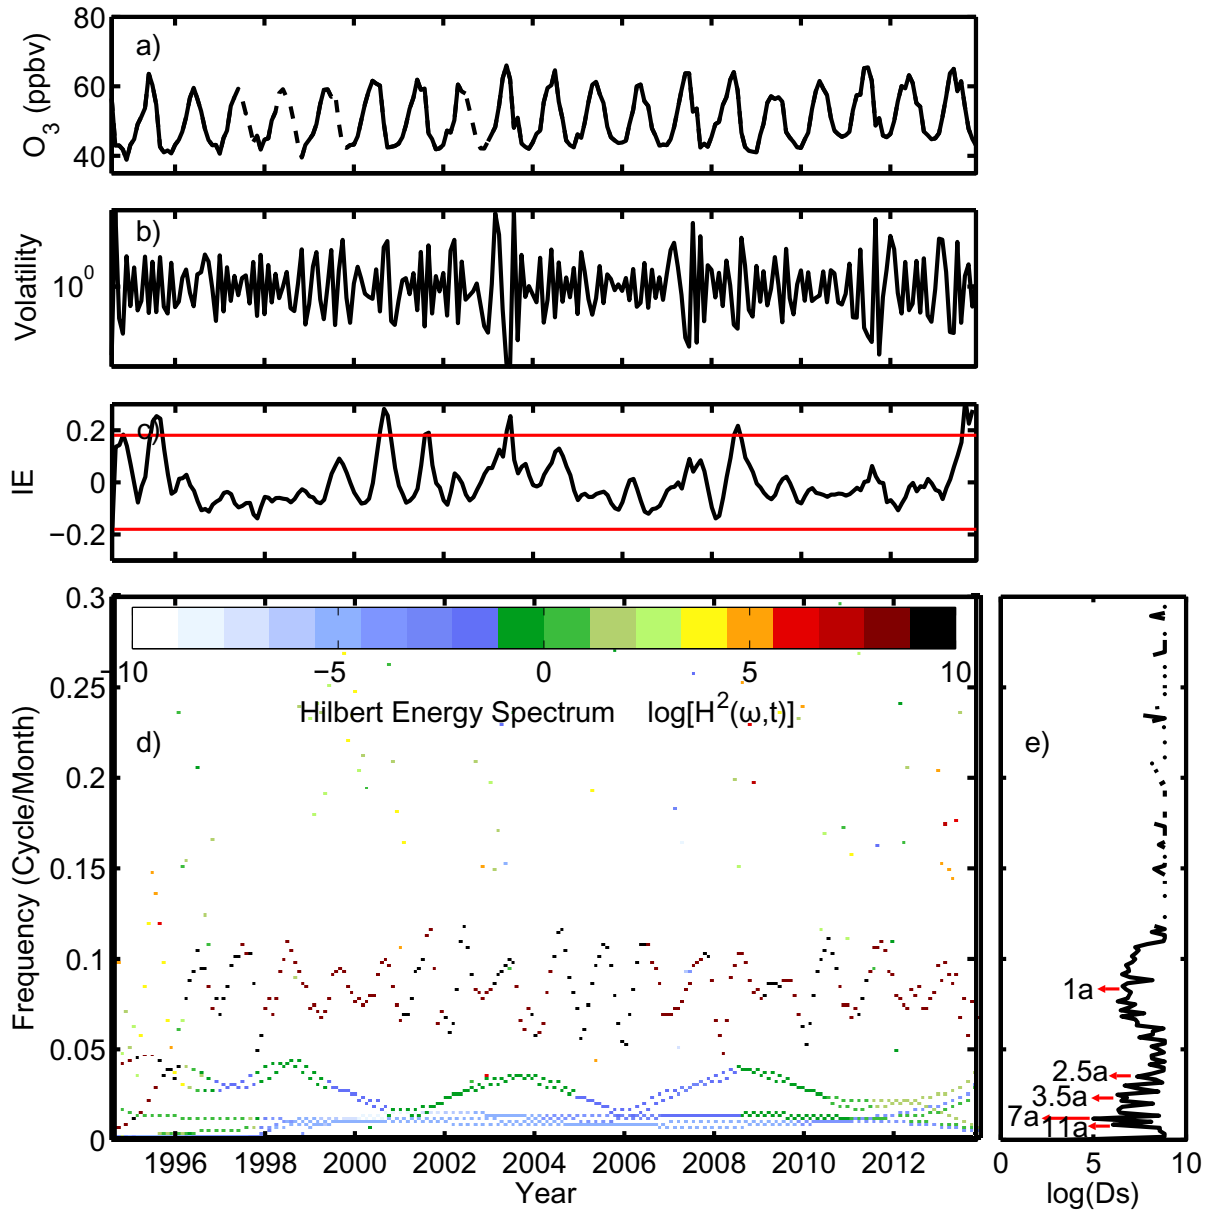 80
a)
60
40
O3 (ppbv)
b)
10^0
Volatility
0.2
c)
0
−0.2
IE
0.3
−10 −5 0 5 10
0.25
Hilbert Energy Spectrum log[H^2(ω,t)]
d)
0.2
0.15
0.1
0.05
0
Frequency (Cycle/Month)
1996 1998 2000 2002 2004 2006 2008 2010 2012
Year
e)
1a
2.5a
3.5a
7a
11a
0 5 10
log(Ds)